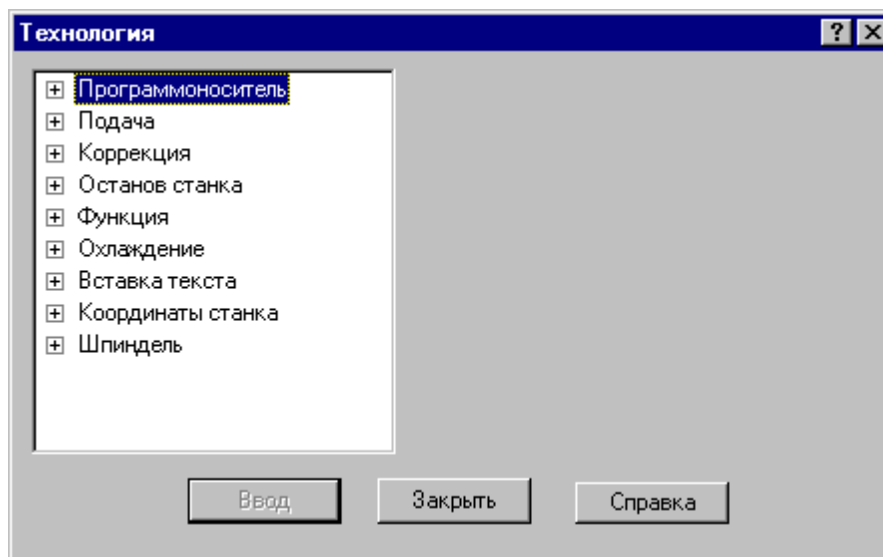 Технология
Программоноситель
Подача
Коррекция
Останов станка
Функция
Охлаждение
Вставка текста
Координаты станка
Шпиндель
Ввод Закрыть Справка